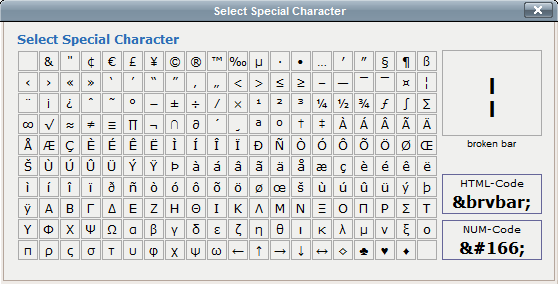 Select Special Character
Select Special Character
& " ¢ € £ ¥ © ® ™ ‰ µ · • … ′ ″ § ¶ ß
‹ › « » ‘ ’ “ ” ‚ „ < > ≤ ≥ – — ¯ ‾ ¤ ¦
¨ ¡ ¿ ˆ ˜ ° − ± ÷ ⁄ × ¹ ² ³ ¼ ½ ¾ ƒ ∫ ∑
∞ √ ≈ ≠ ≡ ∏ ¬ ∩ ∂ ´ ¸ ª º † ‡ À Á Â Ã Ä
Å Æ Ç È É Ê Ë Ì Í Î Ï Ð Ñ Ò Ó Ô Õ Ö Ø Œ
Š Ù Ú Û Ü Ý Ÿ Þ à á â ã ä å æ ç è é ê ë
ì í î ï ð ñ ò ó ô õ ö ø œ š ù ú û ü ý þ
ÿ Α Β Γ Δ Ε Ζ Η Θ Ι Κ Λ Μ Ν Ξ Ο Π Ρ Σ Τ
Υ Φ Χ Ψ Ω α β γ δ ε ζ η θ ι κ λ μ ν ξ ο
π ρ ς σ τ υ φ χ ψ ω ← ↑ → ↓ ↔ ◊ ♣ ♥ ♦
¦
broken bar
HTML-Code
&brvbar;
NUM-Code
&#166;